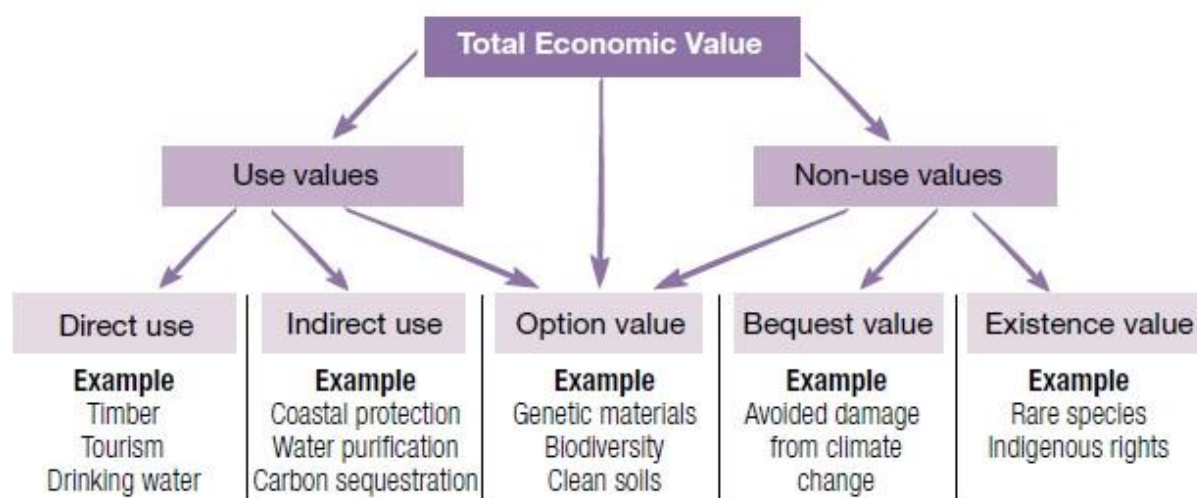 Total Economic Value
Use values
Non-use values
Direct use
Indirect use
Option value
Bequest value
Existence value
Example
Timber
Tourism
Drinking water
Example
Coastal protection
Water purification
Carbon sequestration
Example
Genetic materials
Biodiversity
Clean soils
Example
Avoided damage
from climate
change
Example
Rare species
Indigenous rights